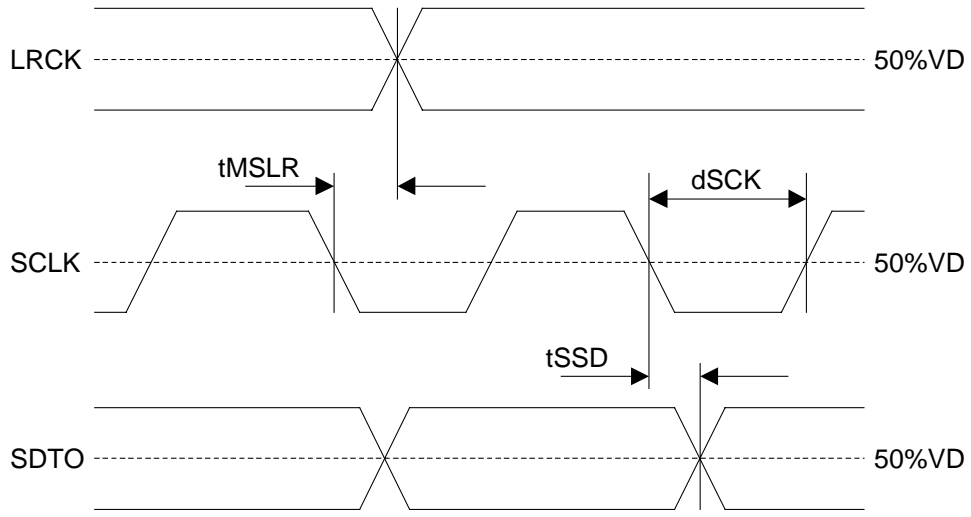 LRCK 50%VD
tMSLR dSCK
SCLK 50%VD
tSSD
SDTO 50%VD